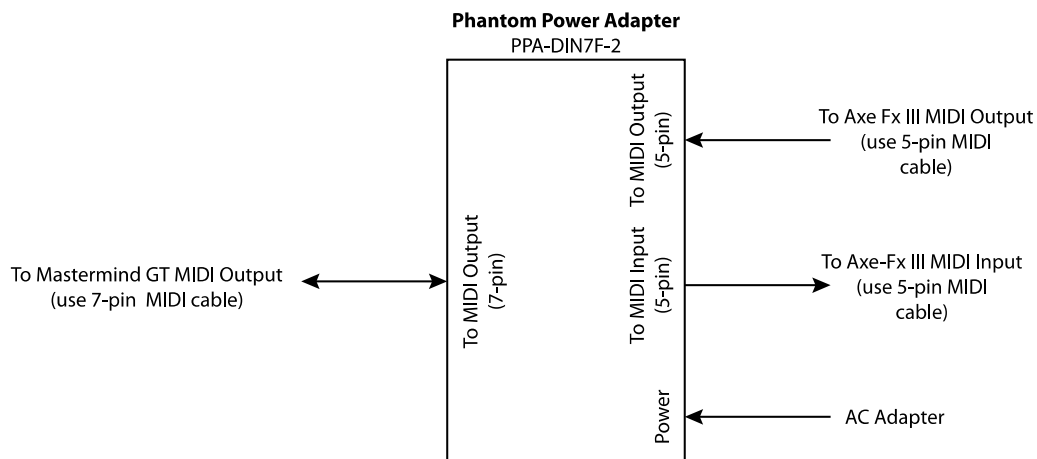 Phantom Power Adapter
PPA-DIN7F-2
To MIDI Output
(5-pin)
To Axe Fx III MIDI Output
(use 5-pin MIDI
cable)
To Mastermind GT MIDI Output
(use 7-pin MIDI cable)
To MIDI Output
(7-pin)
To MIDI Input
(5-pin)
To Axe-Fx III MIDI Input
(use 5-pin MIDI
cable)
Power
AC Adapter